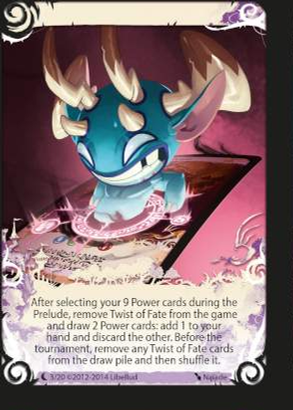 After selecting your 9 Power cards during the
Prelude, remove Twist of Fate from the game
and draw 2 Power cards: add 1 to your
hand and discard the other. Before the
tournament, remove any Twist of Fate cards
from the draw pile and then shuffle it.
3/20 ©2012-2014 Libellud
Naïade